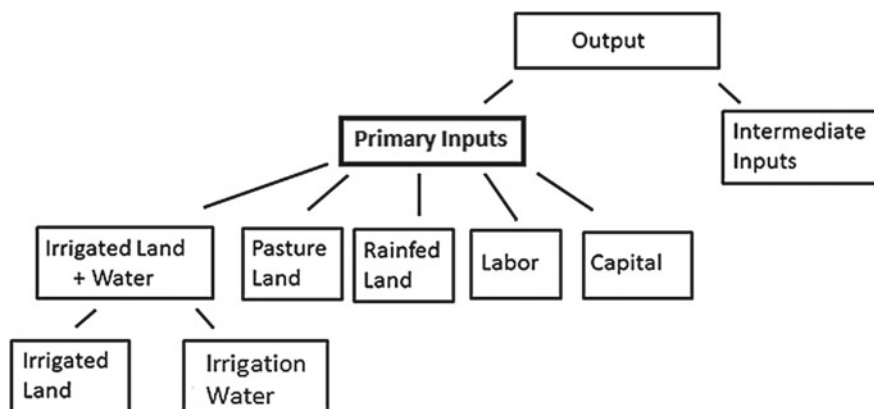 Output
Primary Inputs
Intermediate
Inputs
Irrigated Land
+ Water
Pasture
Land
Rainfed
Land
Labor
Capital
Irrigated
Land
Irrigation
Water